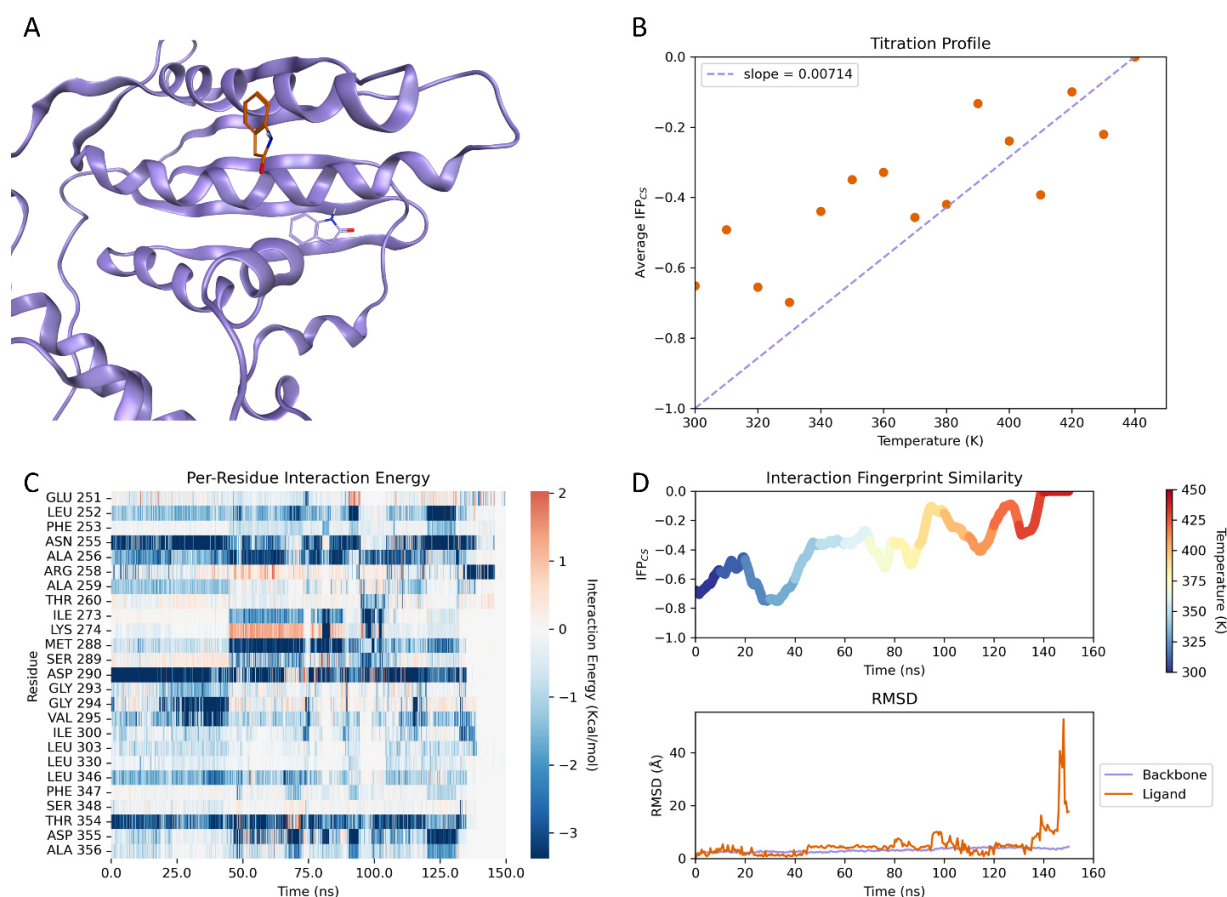 A
B
Titration Profile
slope = 0.00714
0.0
−0.2
−0.4
−0.6
−0.8
−1.0
Average IFPCS
300 320 340 360 380 400 420 440
Temperature (K)
C
Per-Residue Interaction Energy
GLU 251
LEU 252
PHE 253
ASN 255
ALA 256
ARG 258
ALA 259
THR 260
ILE 273
LYS 274
MET 288
SER 289
ASP 290
GLY 293
GLY 294
VAL 295
ILE 300
LEU 303
LEU 330
LEU 346
PHE 347
SER 348
THR 354
ASP 355
ALA 356
Residue
0.0 25.0 50.0 75.0 100.0 125.0 150.0
Time (ns)
2
1
0
−1
−2
−3
Interaction Energy (Kcal/mol)
D
Interaction Fingerprint Similarity
0.0
−0.2
−0.4
−0.6
−0.8
−1.0
IFPCS
0 20 40 60 80 100 120 140 160
Time (ns)
450
425
400
375
350
325
300
Temperature (K)
RMSD
40
20
0
RMSD (Å)
0 20 40 60 80 100 120 140 160
Time (ns)
Backbone
Ligand